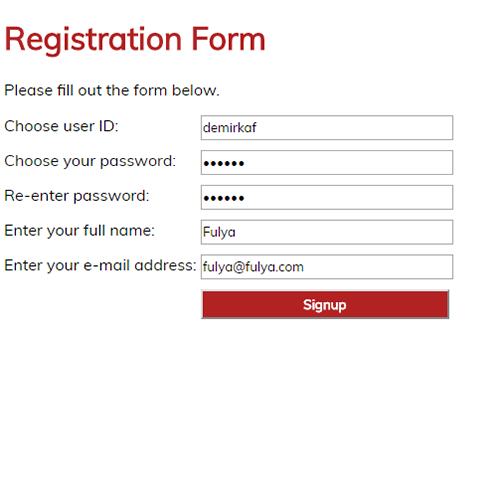 Registration Form
Please fill out the form below.
Choose user ID: demirkaf
Choose your password: ••••••
Re-enter password: ••••••
Enter your full name: Fulya
Enter your e-mail address: fulya@fulya.com
Signup